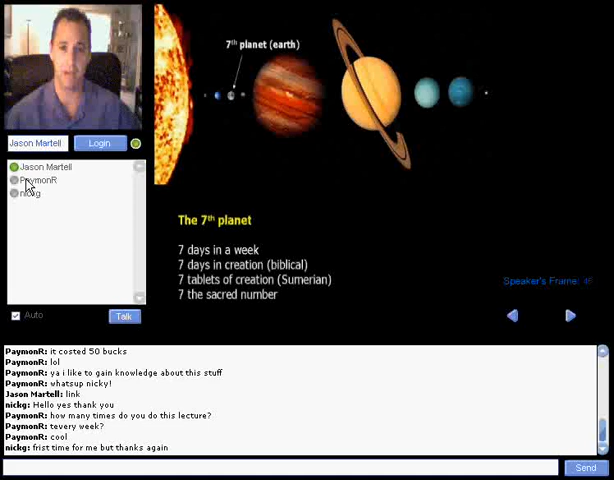 7th planet (earth)
Jason Martell
Login
Jason Martell
PaymonR
nickg
The 7th planet
7 days in a week
7 days in creation (biblical)
7 tablets of creation (Sumerian)
7 the sacred number
Speaker's Frame: 46
Auto
Talk
PaymonR: it costed 50 bucks
PaymonR: lol
PaymonR: ya i like to gain knowledge about this stuff
PaymonR: whatsup nicky!
Jason Martell: link
nickg: Hello yes thank you
PaymonR: how many times do you do this lecture?
PaymonR: tevery week?
PaymonR: cool
nickg: frist time for me but thanks again
Send